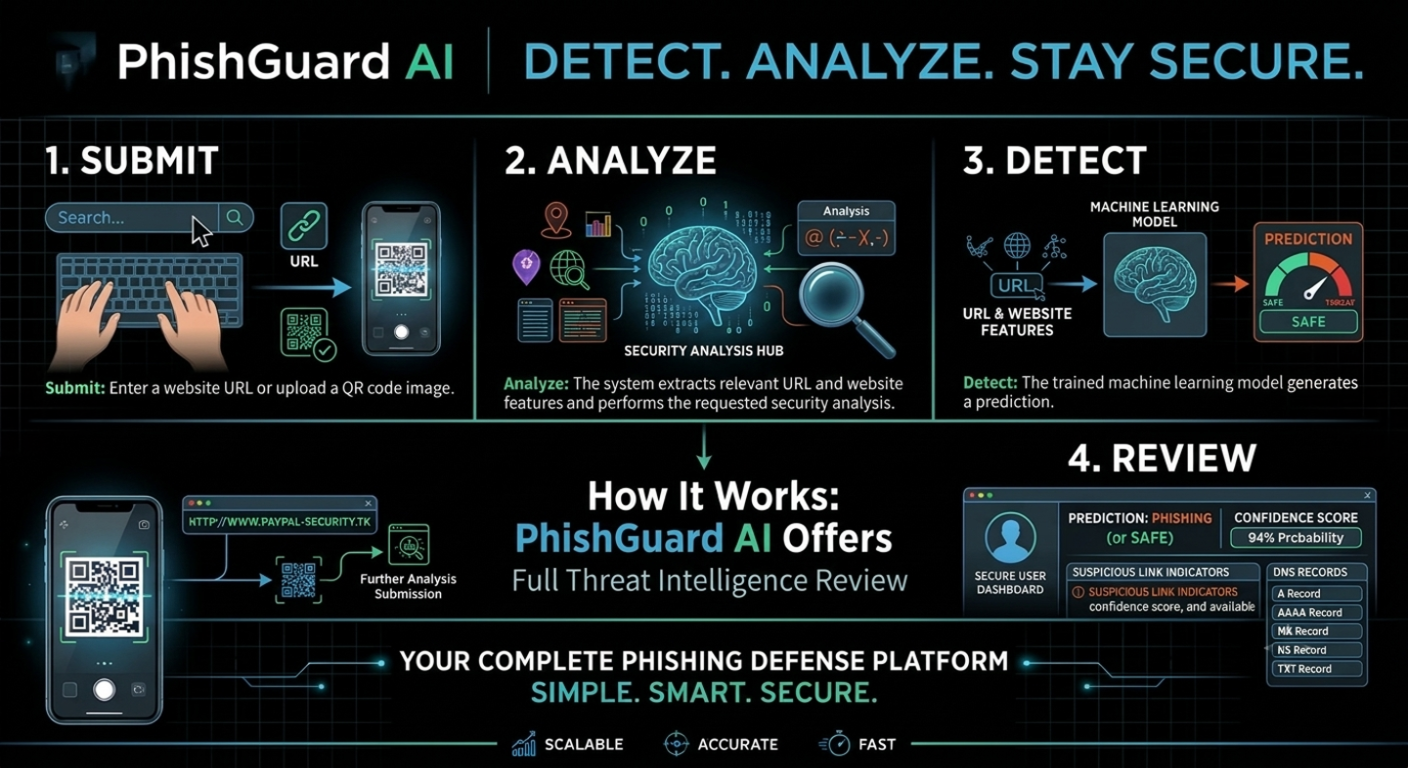 PhishGuard AI
DETECT. ANALYZE. STAY SECURE.
1. SUBMIT
Search...
URL
Submit: Enter a website URL or upload a QR code image.
2. ANALYZE
Analysis
SECURITY ANALYSIS HUB
Analyze: The system extracts relevant URL and website
features and performs the requested security analysis.
3. DETECT
MACHINE LEARNING
MODEL
URL
URL & WEBSITE
FEATURES
PREDICTION
SAFE
SAFE
Detect: The trained machine learning model generates
a prediction.
HTTP://WWW.PAYPAL-SECURITY.TK
Further Analysis
Submission
How It Works:
PhishGuard AI Offers
Full Threat Intelligence Review
4. REVIEW
SECURE USER
DASHBOARD
PREDICTION: PHISHING
(or SAFE)
CONFIDENCE SCORE
94% Prcbability
SUSPICIOUS LINK INDICATORS
SUSPICIOUS LINK INDICATORS
confidence score, and available
DNS RECORDS
A Record
AAAA Record
MX Record
NS Record
TXT Record
YOUR COMPLETE PHISHING DEFENSE PLATFORM
SIMPLE. SMART. SECURE.
SCALABLE
ACCURATE
FAST